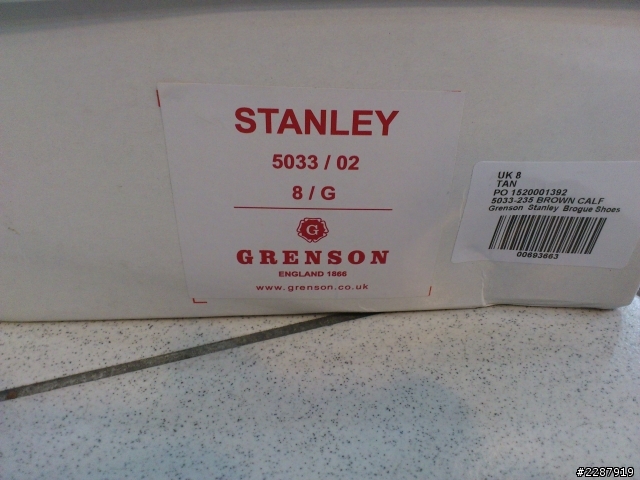 STANLEY
5033 / 02
8 / G
G
GRENSON
ENGLAND 1866
www.grenson.co.uk
UK 8
TAN
PO 1520001392
5033-235 BROWN CALF
Grenson Stanley Brogue Shoes
00693663
#2287919